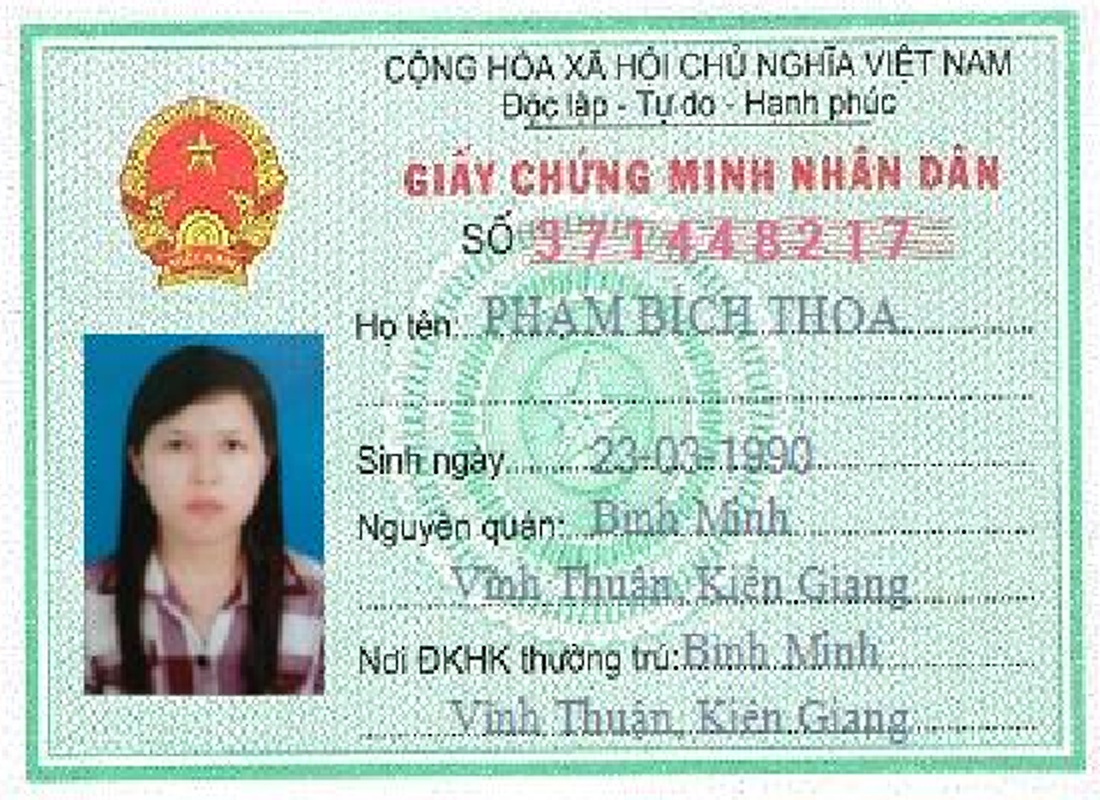 CỘNG HÒA XÃ HỘI CHỦ NGHĨA VIỆT NAM
Độc lập - Tự do - Hạnh phúc
GIẤY CHỨNG MINH NHÂN DÂN
SỐ 371448217
Họ tên: PHẠM BÍCH THOA
Sinh ngày 23-03-1990
Nguyên quán: Bình Minh
Vĩnh Thuận, Kiên Giang
Nơi ĐKHK thường trú: Bình Minh
Vĩnh Thuận, Kiên Giang